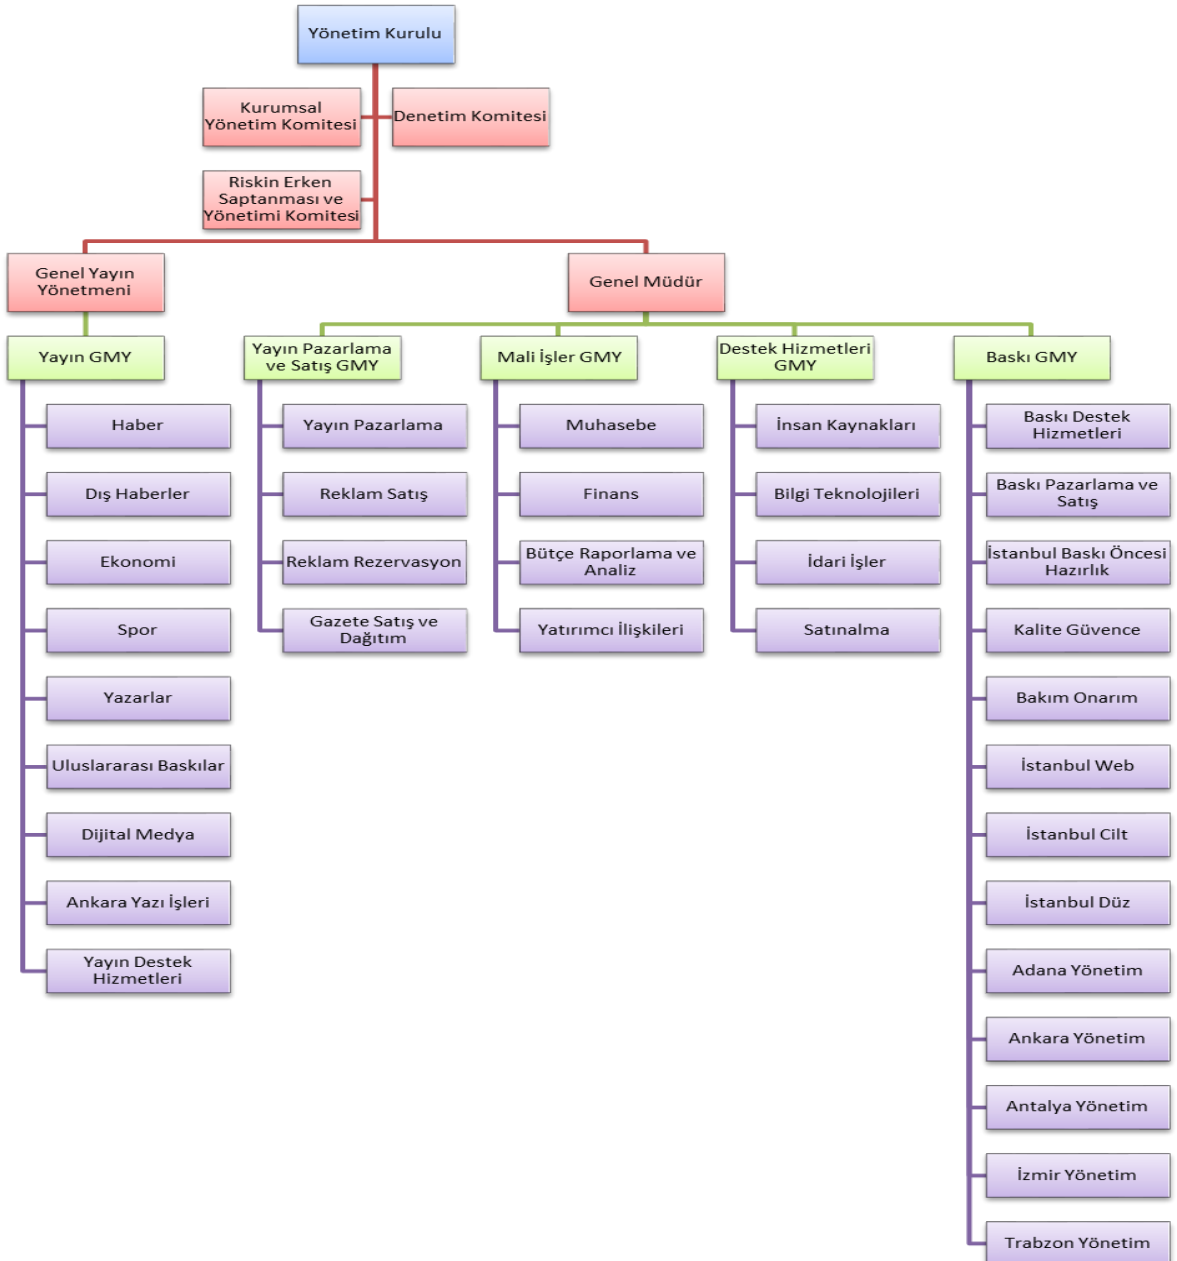 Yönetim Kurulu
Kurumsal
Yönetim Komitesi
Denetim Komitesi
Riskin Erken
Saptanması ve
Yönetimi Komitesi
Genel Yayın
Yönetmeni
Genel Müdür
Yayın GMY
Haber
Dış Haberler
Ekonomi
Spor
Yazarlar
Uluslararası Baskılar
Dijital Medya
Ankara Yazı İşleri
Yayın Destek
Hizmetleri
Yayın Pazarlama
ve Satış GMY
Yayın Pazarlama
Reklam Satış
Reklam Rezervasyon
Gazete Satış ve
Dağıtım
Mali İşler GMY
Muhasebe
Finans
Bütçe Raporlama ve
Analiz
Yatırımcı İlişkileri
Destek Hizmetleri
GMY
İnsan Kaynakları
Bilgi Teknolojileri
İdari İşler
Satınalma
Baskı GMY
Baskı Destek
Hizmetleri
Baskı Pazarlama ve
Satış
İstanbul Baskı Öncesi
Hazırlık
Kalite Güvence
Bakım Onarım
İstanbul Web
İstanbul Cilt
İstanbul Düz
Adana Yönetim
Ankara Yönetim
Antalya Yönetim
İzmir Yönetim
Trabzon Yönetim